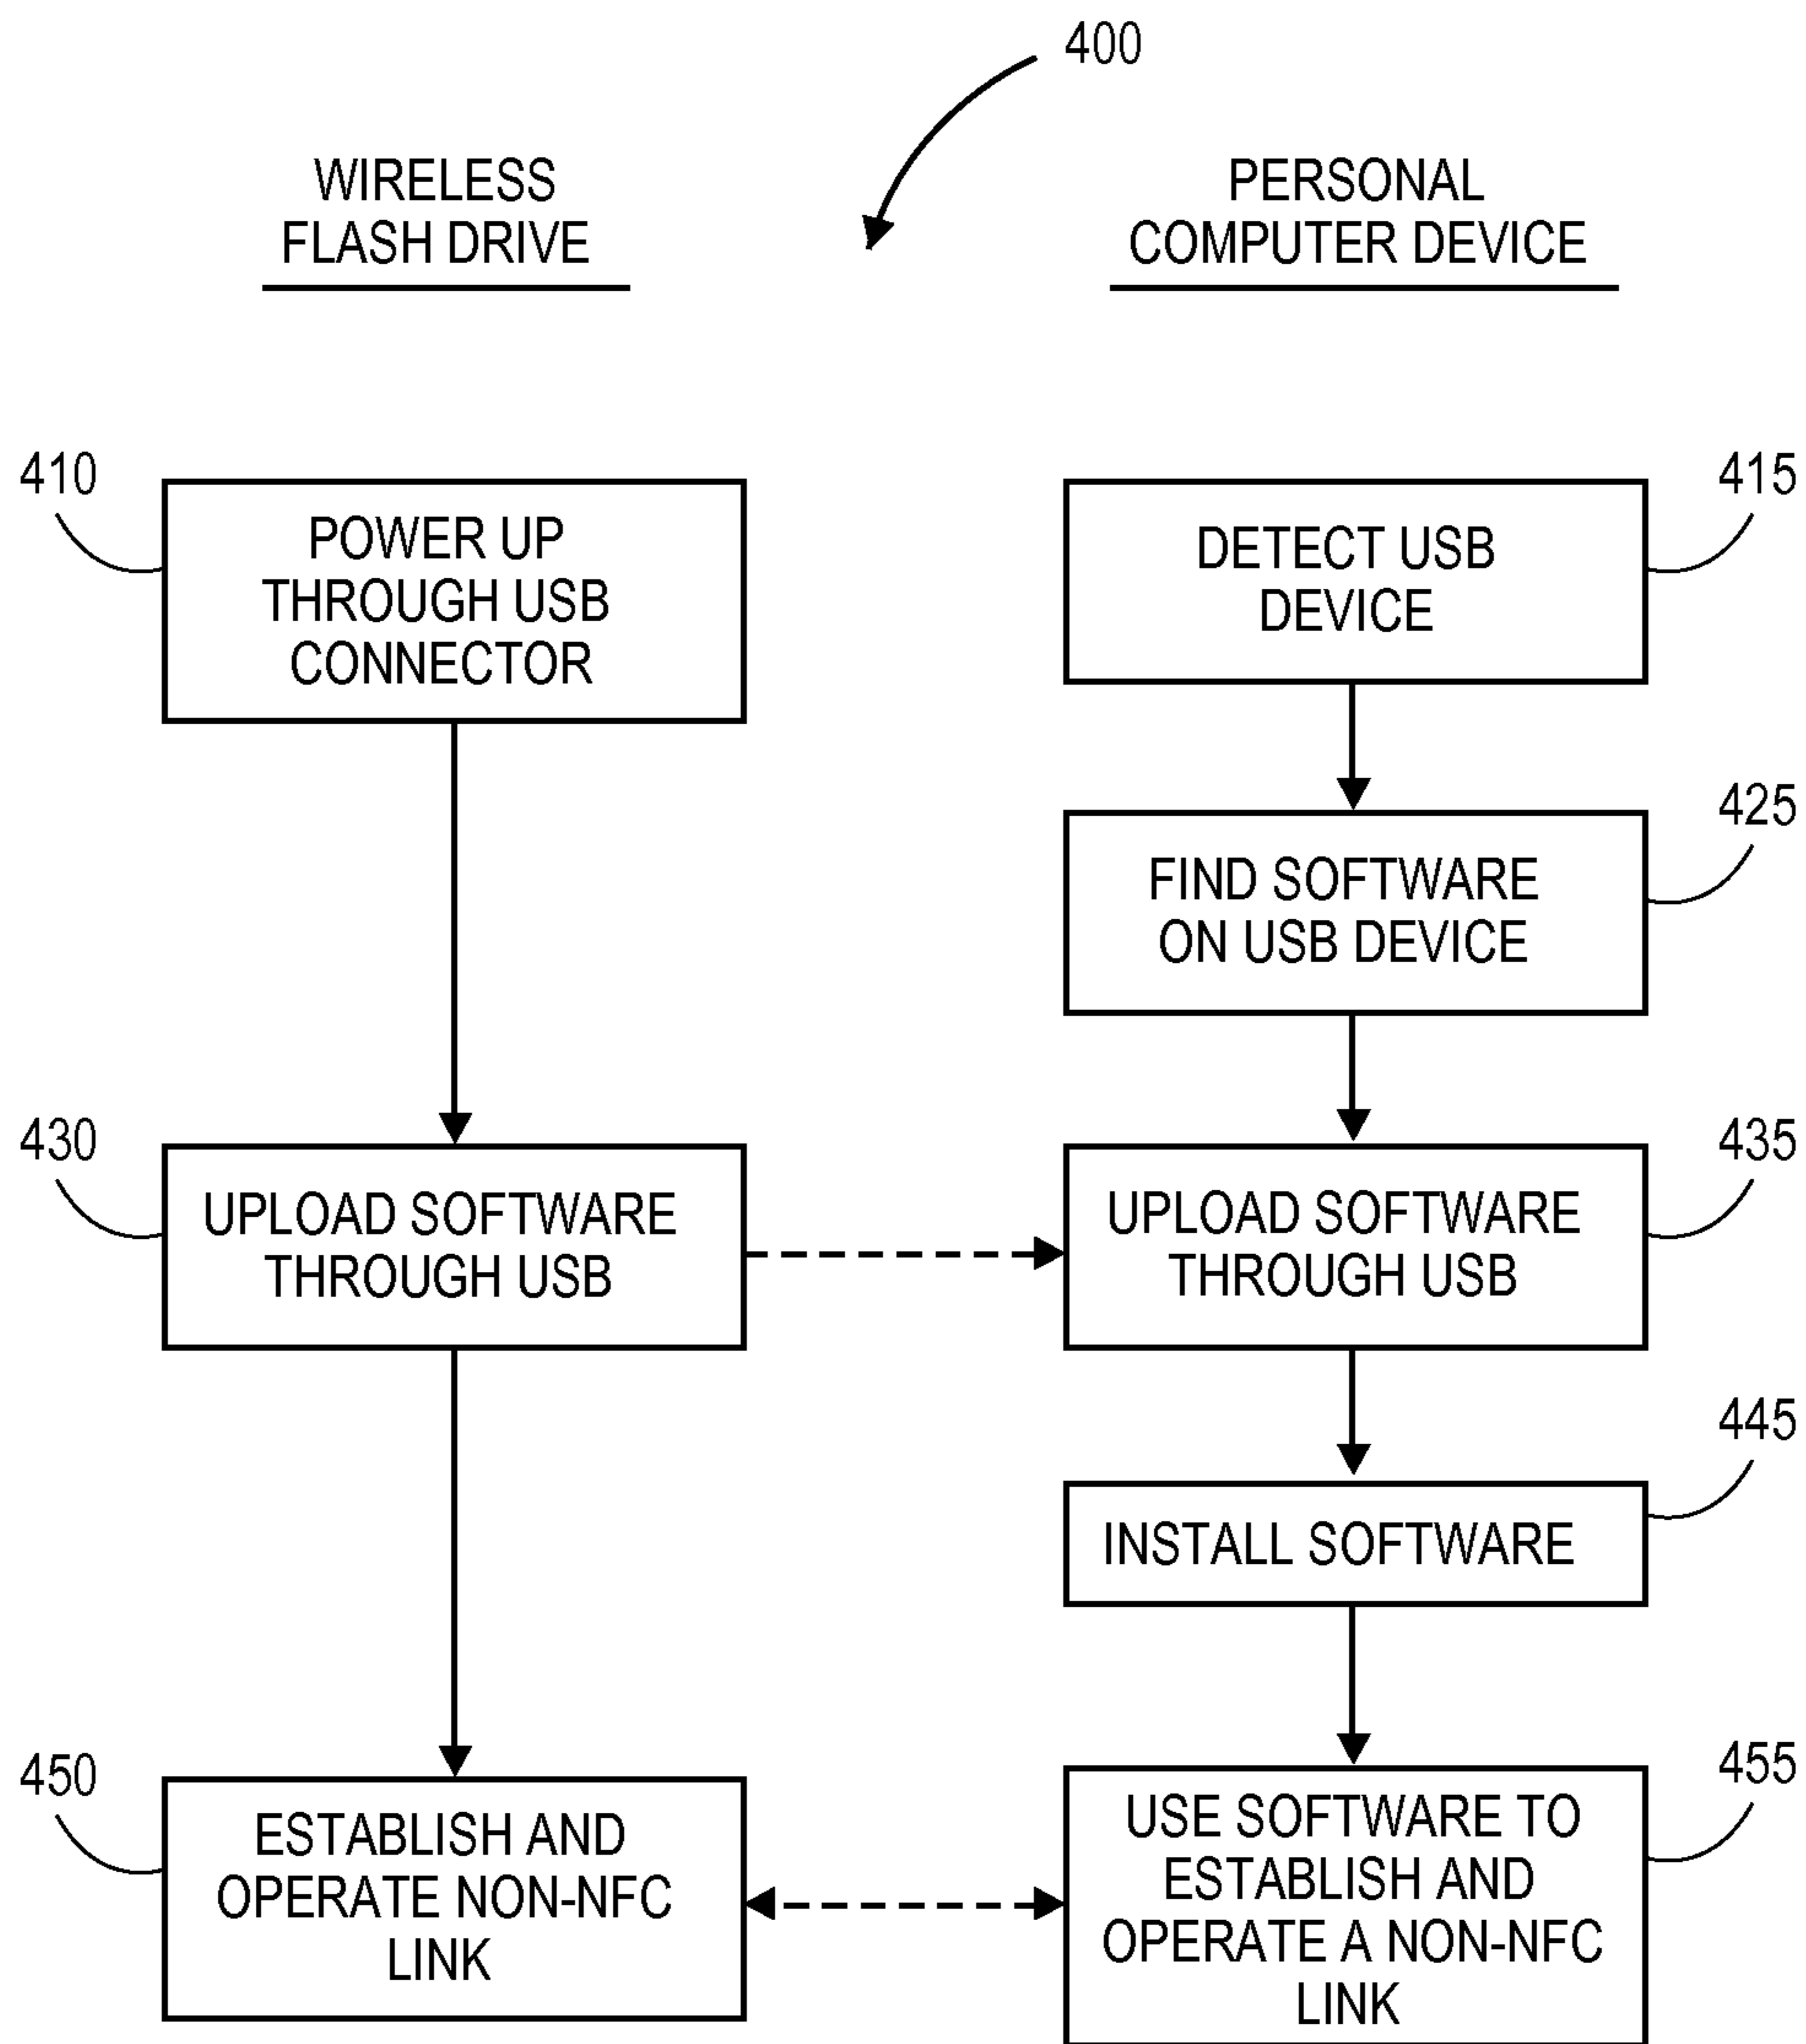 400
WIRELESS
FLASH DRIVE
PERSONAL
COMPUTER DEVICE
410
POWER UP
THROUGH USB
CONNECTOR
415
DETECT USB
DEVICE
425
FIND SOFTWARE
ON USB DEVICE
430
UPLOAD SOFTWARE
THROUGH USB
435
UPLOAD SOFTWARE
THROUGH USB
445
INSTALL SOFTWARE
450
ESTABLISH AND
OPERATE NON-NFC
LINK
455
USE SOFTWARE TO
ESTABLISH AND
OPERATE A NON-NFC
LINK